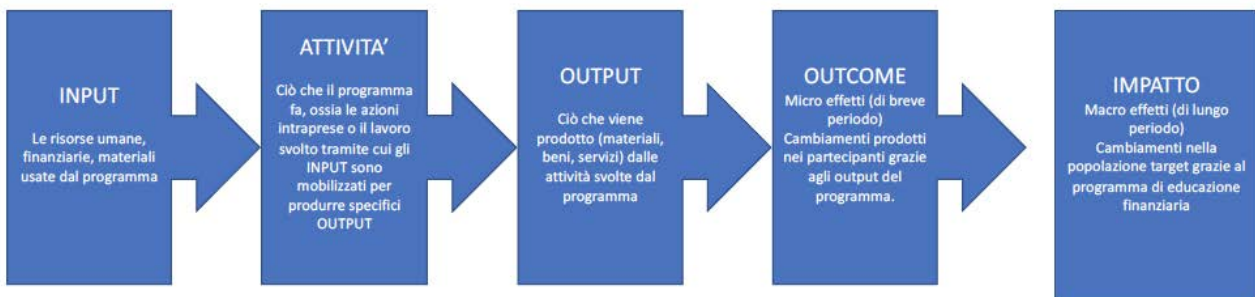 INPUT
Le risorse umane,
finanziarie, materiali
usate dal programma
ATTIVITA'
Ciò che il programma
fa, ossia le azioni
intraprese o il lavoro
svolto tramite cui gli
INPUT sono
mobilizzati per
produrre specifici
OUTPUT
OUTPUT
Ciò che viene
prodotto (materiali,
beni, servizi) dalle
attività svolte dal
programma
OUTCOME
Micro effetti (di breve
periodo)
Cambiamenti prodotti
nei partecipanti grazie
agli output del
programma.
IMPATTO
Macro effetti (di lungo
periodo)
Cambiamenti nella
popolazione target grazie al
programma di educazione
finanziaria